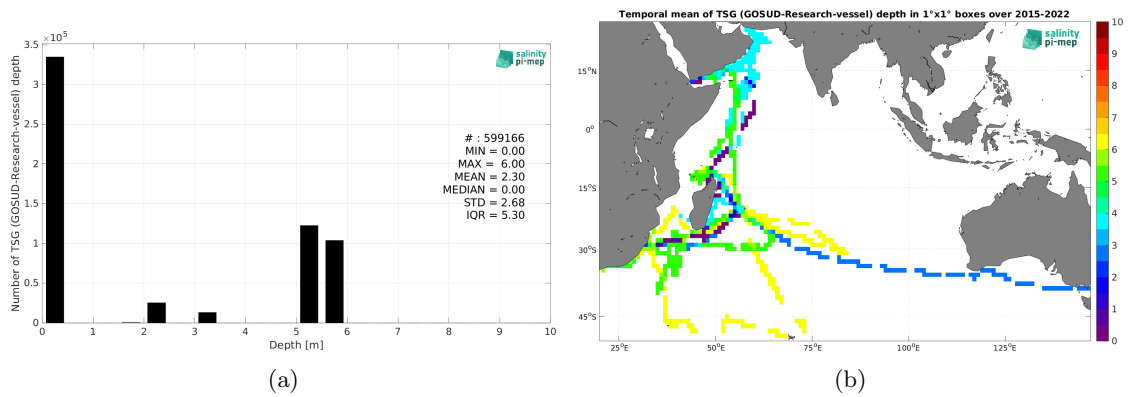 ×10⁵
3.5
3
2.5
2
1.5
1
0.5
0
Number of TSG (GOSUD-Research-vessel) depth
salinity
pi-mep
# : 599166
MIN = 0.00
MAX = 6.00
MEAN = 2.30
MEDIAN = 0.00
STD = 2.68
IQR = 5.30
0 1 2 3 4 5 6 7 8 9 10
Depth [m]
(a)
Temporal mean of TSG (GOSUD-Research-vessel) depth in 1°x1° boxes over 2015-2022
salinity
pi-mep
15°N
0°
15°S
30°S
45°S
25°E 50°E 75°E 100°E 125°E
10
9
8
7
6
5
4
3
2
1
0
(b)